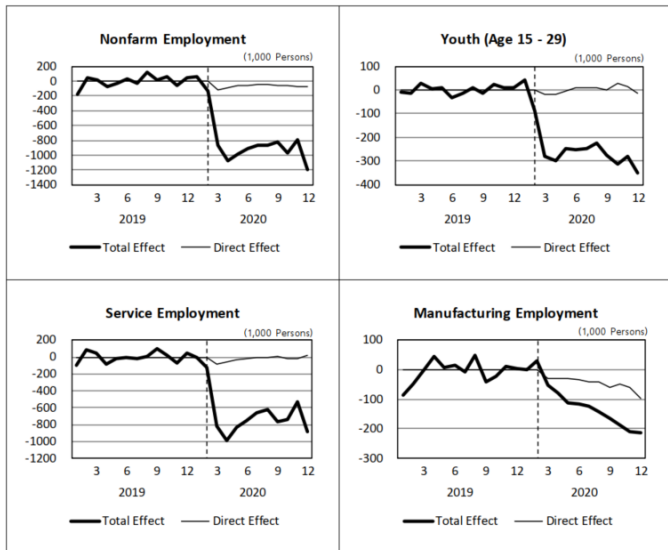 Nonfarm Employment
(1,000 Persons)
200
0
-200
-400
-600
-800
-1000
-1200
-1400
3 6 9 12 3 6 9 12
2019 2020
Total Effect Direct Effect
Youth (Age 15 - 29)
(1,000 Persons)
100
0
-100
-200
-300
-400
3 6 9 12 3 6 9 12
2019 2020
Total Effect Direct Effect
Service Employment
(1,000 Persons)
200
0
-200
-400
-600
-800
-1000
-1200
3 6 9 12 3 6 9 12
2019 2020
Total Effect Direct Effect
Manufacturing Employment
(1,000 Persons)
100
0
-100
-200
-300
3 6 9 12 3 6 9 12
2019 2020
Total Effect Direct Effect